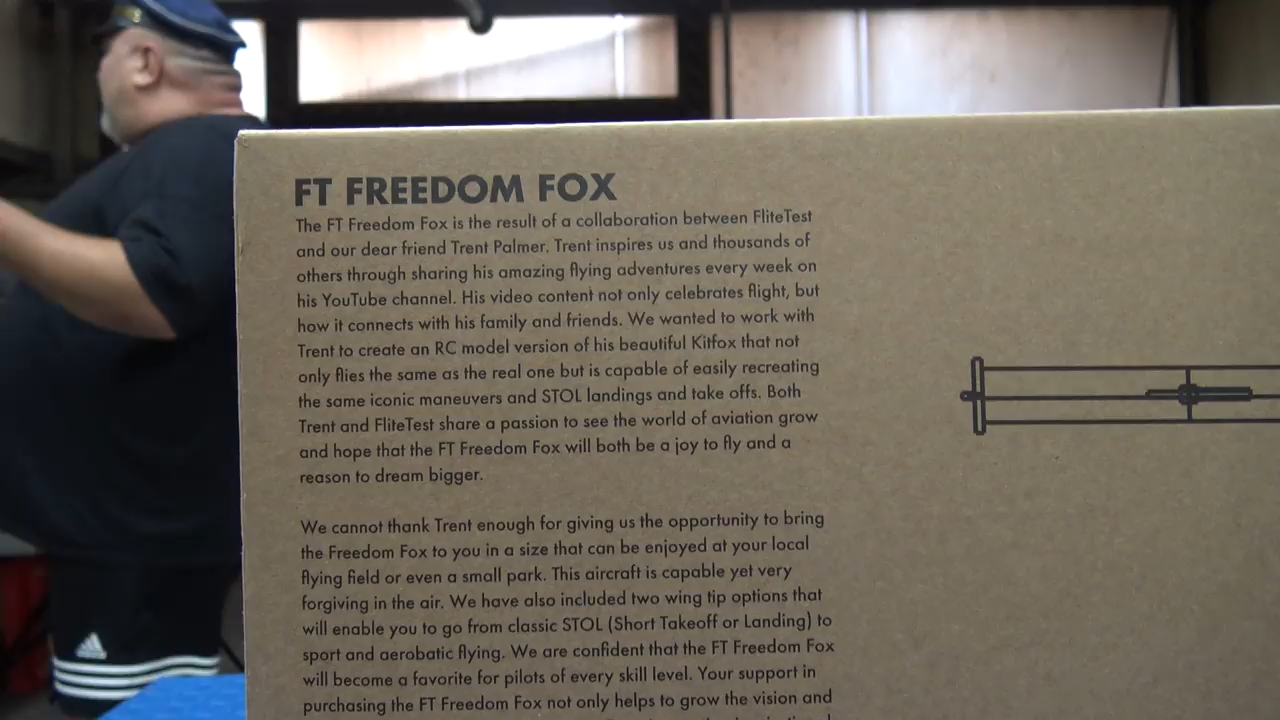 FT FREEDOM FOX
The FT Freedom Fox is the result of a collaboration between FliteTest
and our dear friend Trent Palmer. Trent inspires us and thousands of
others through sharing his amazing flying adventures every week on
his YouTube channel. His video content not only celebrates flight, but
how it connects with his family and friends. We wanted to work with
Trent to create an RC model version of his beautiful Kitfox that not
only flies the same as the real one but is capable of easily recreating
the same iconic maneuvers and STOL landings and take offs. Both
Trent and FliteTest share a passion to see the world of aviation grow
and hope that the FT Freedom Fox will both be a joy to fly and a
reason to dream bigger.
We cannot thank Trent enough for giving us the opportunity to bring
the Freedom Fox to you in a size that can be enjoyed at your local
flying field or even a small park. This aircraft is capable yet very
forgiving in the air. We have also included two wing tip options that
will enable you to go from classic STOL (Short Takeoff or Landing) to
sport and aerobatic flying. We are confident that the FT Freedom Fox
will become a favorite for pilots of every skill level. Your support in
purchasing the FT Freedom Fox not only helps to grow the vision and